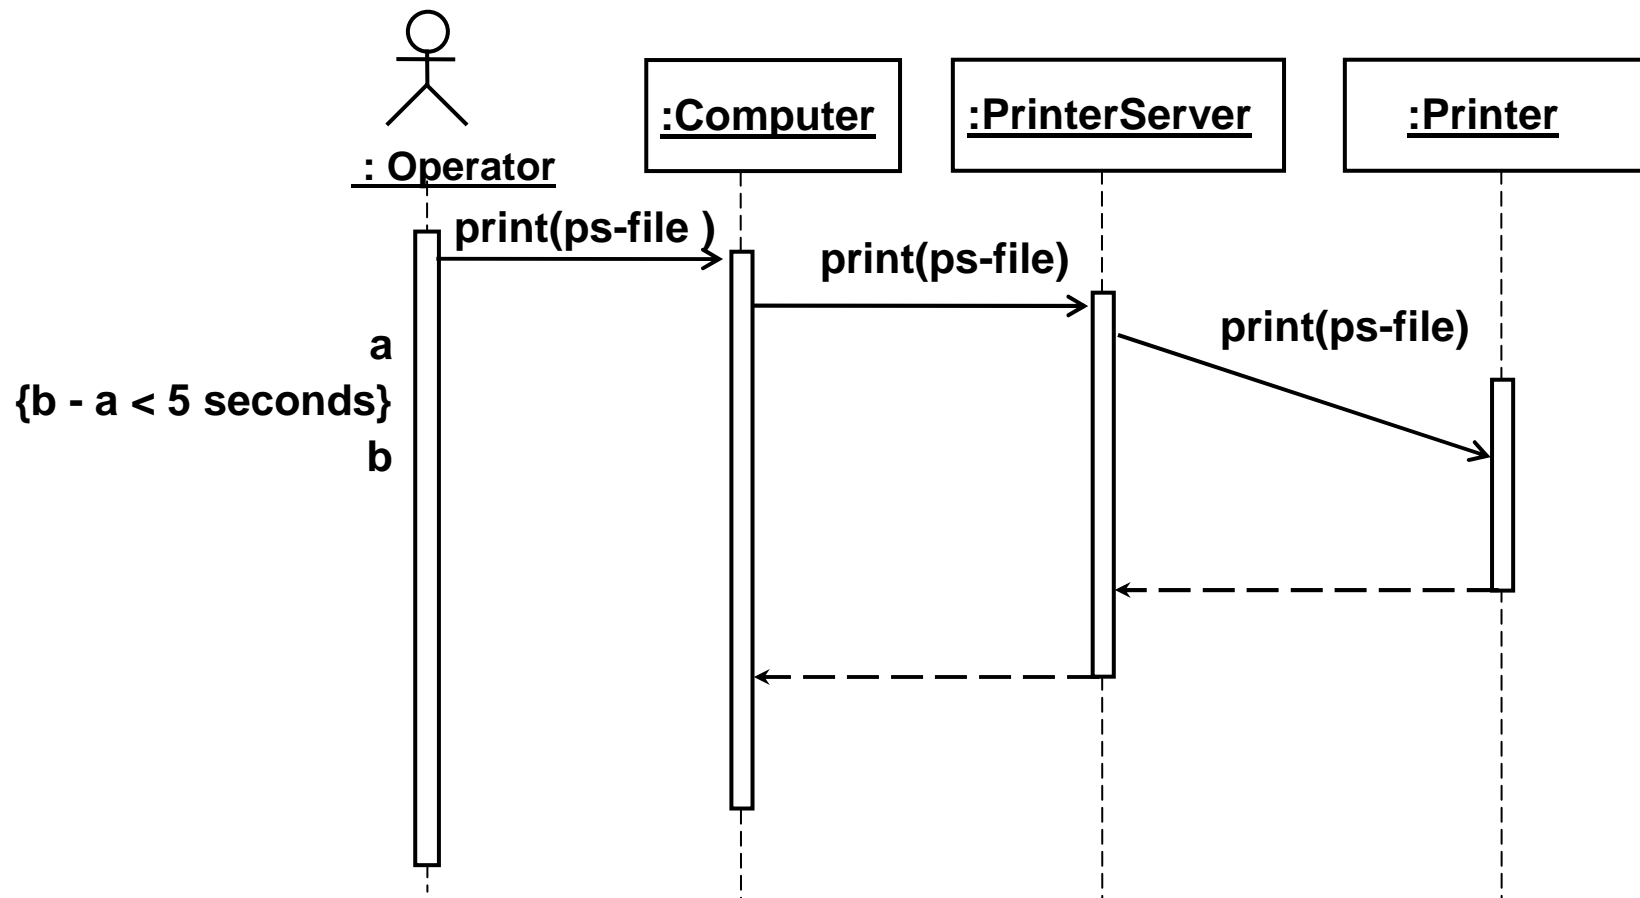 :Computer
:PrinterServer
:Printer
: Operator
print(ps-file )
print(ps-file)
print(ps-file)
a
{b - a < 5 seconds}
b